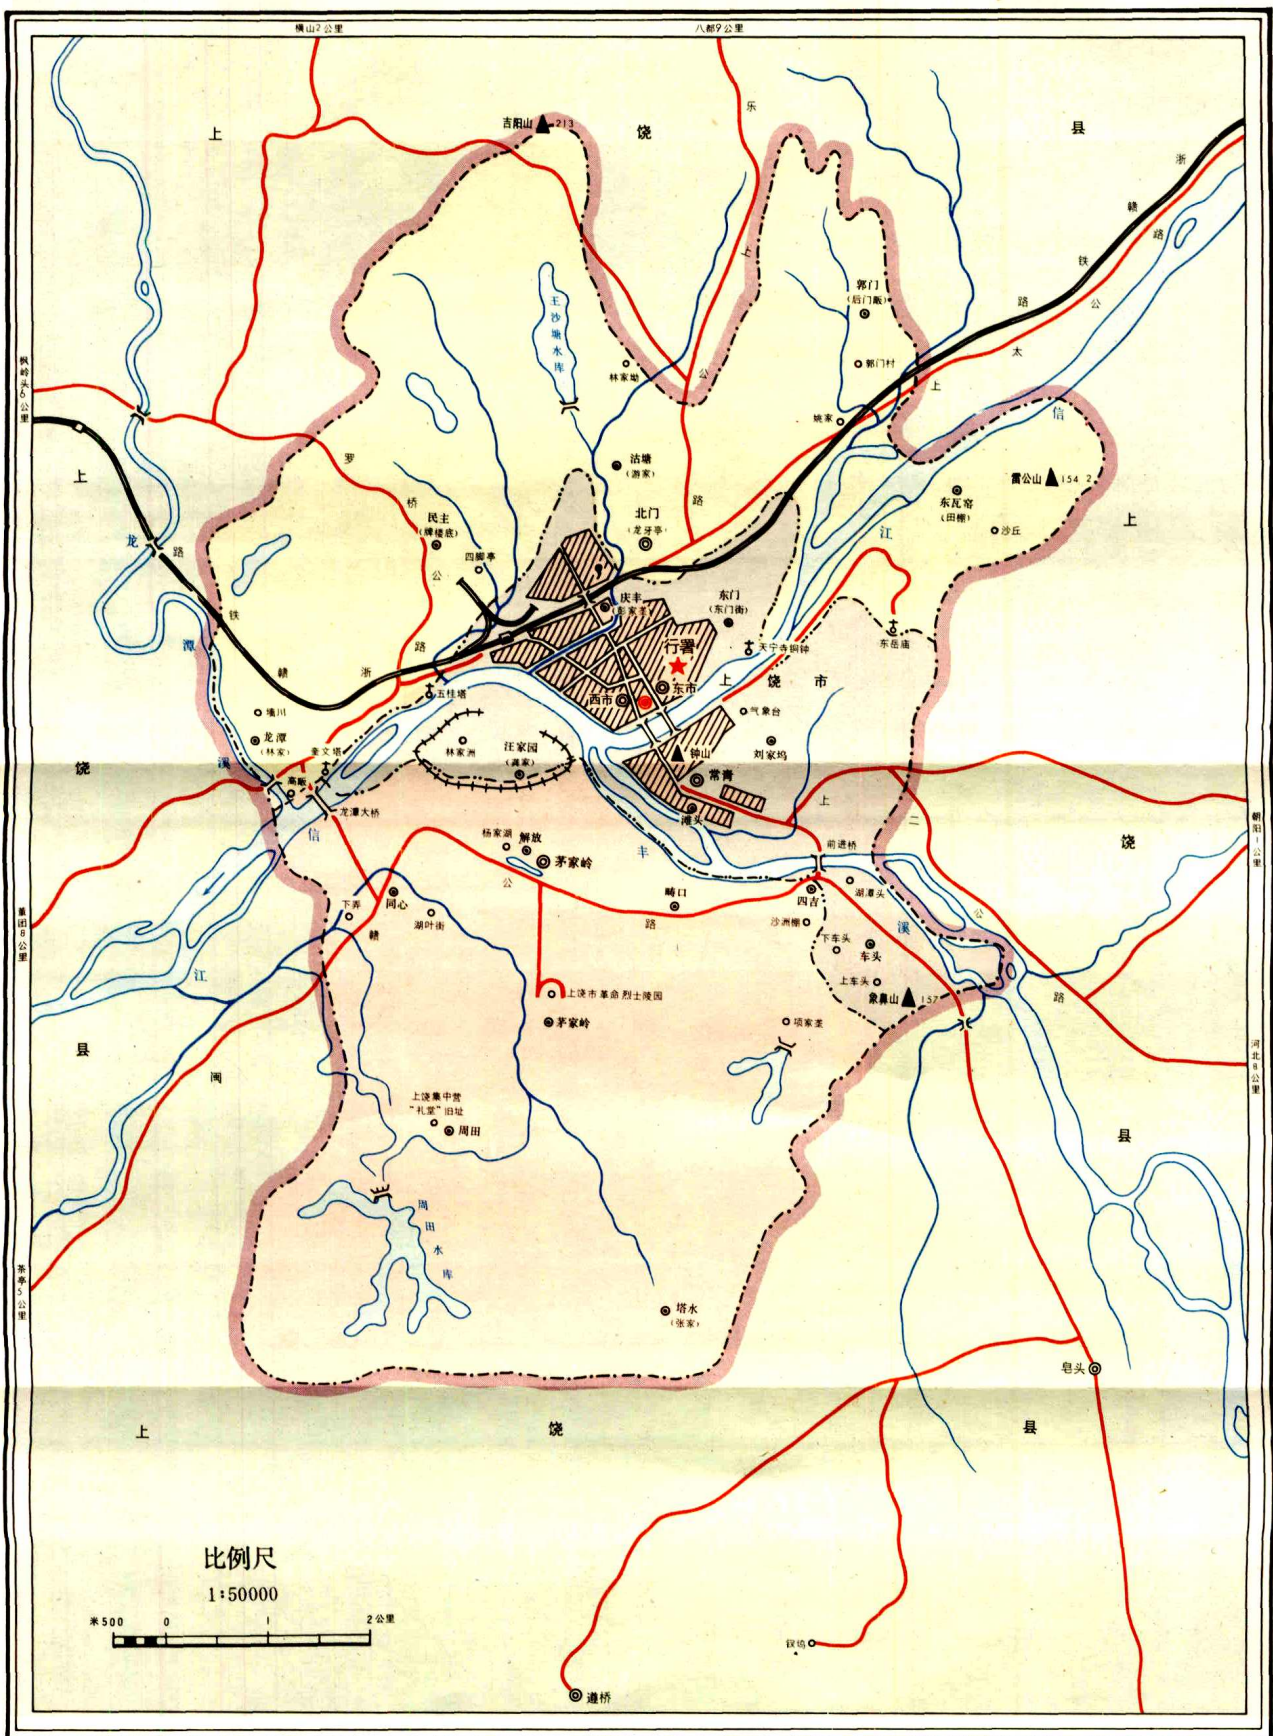 横山2公里
八都9公里
上
饶
县
吉阳山 213
乐
浙
赣
路
铁
上
路
公
郭门
(后门畈)
王沙塘水库
林家坳
郭门村
公
太
上
枫岭头6公里
姚家
信
罗
沽塘
(游家)
雷公山 154 2
上
东瓦窑
(田棚)
桥
路
民主
(牌楼底)
北门
(龙牙亭)
沙丘
上
江
龙
路
四脚亭
公
铁
庆丰
东门
(东门街)
潭
行署
天宁寺铜钟
东岳庙
路
浙
赣
上饶市
五桂塔
西市
东市
气象台
墙川
龙潭
(林家)
奎文塔
林家洲
汪家园
(龚家)
钟山
刘家坞
饶
溪
高畈
常青
滩头
上
龙潭大桥
信
二
朝阳1公里
杨家湖
解放
茅家岭
丰
前进桥
饶
公
湖潭头
畴口
四吉
董团8公里
下弄
同心
湖叶街
赣
路
沙洲棚
溪
公
下车头
车头
江
上车头
象鼻山 157
路
上饶市革命烈士陵园
茅家岭
项家垄
县
河北8公里
闽
上饶集中营
“礼堂”旧址
周田
县
周田水库
茶亭5公里
塔水
(张家)
皂头
上
饶
县
比例尺
1:50000
米500 0 1 2公里
遵桥